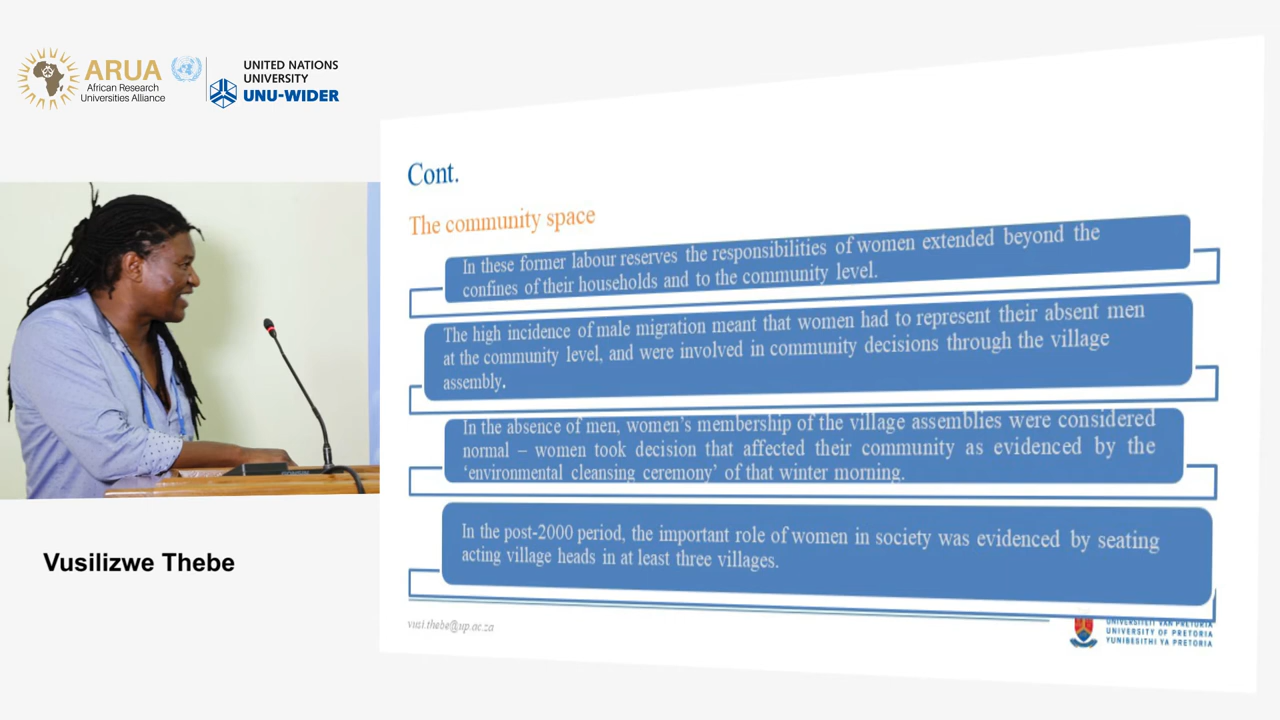 ARUA
African Research
Universities Alliance
UNITED NATIONS
UNIVERSITY
UNU-WIDER
Cont.
The community space
In these former labour reserves the responsibilities of women extended beyond the
confines of their households and to the community level.
The high incidence of male migration meant that women had to represent their absent men
at the community level, and were involved in community decisions through the village
assembly.
In the absence of men, women's membership of the village assemblies were considered
normal – women took decision that affected their community as evidenced by the
'environmental cleansing ceremony' of that winter morning.
In the post-2000 period, the important role of women in society was evidenced by seating
acting village heads in at least three villages.
Vusilizwe Thebe
vusi.thebe@up.ac.za
UNIVERSITEIT VAN PRETORIA
UNIVERSITY OF PRETORIA
YUNIBESITHI YA PRETORIA